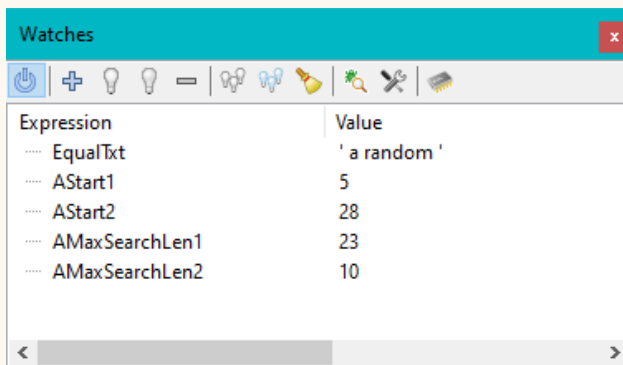 Watches
x
Expression Value
EqualTxt ' a random '
AStart1 5
AStart2 28
AMaxSearchLen1 23
AMaxSearchLen2 10